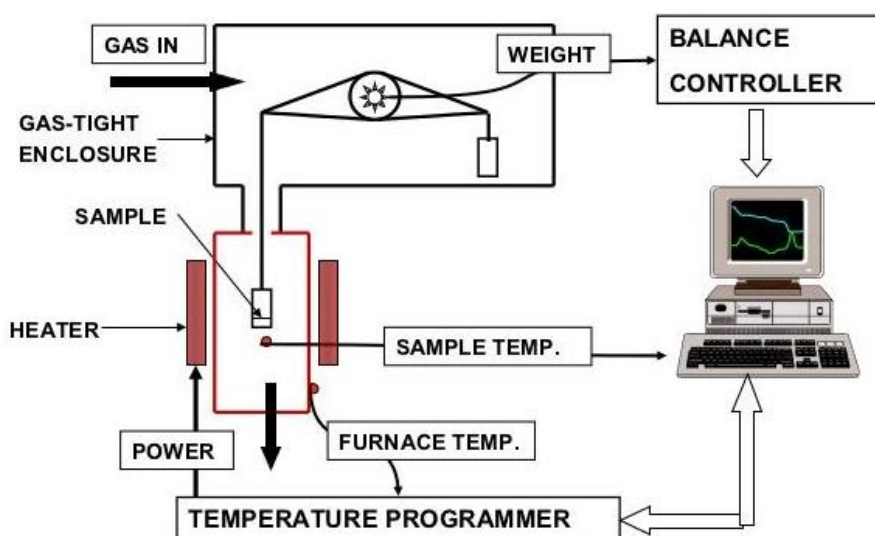 GAS IN
WEIGHT
BALANCE
CONTROLLER
GAS-TIGHT
ENCLOSURE
SAMPLE
HEATER
SAMPLE TEMP.
POWER
FURNACE TEMP.
TEMPERATURE PROGRAMMER